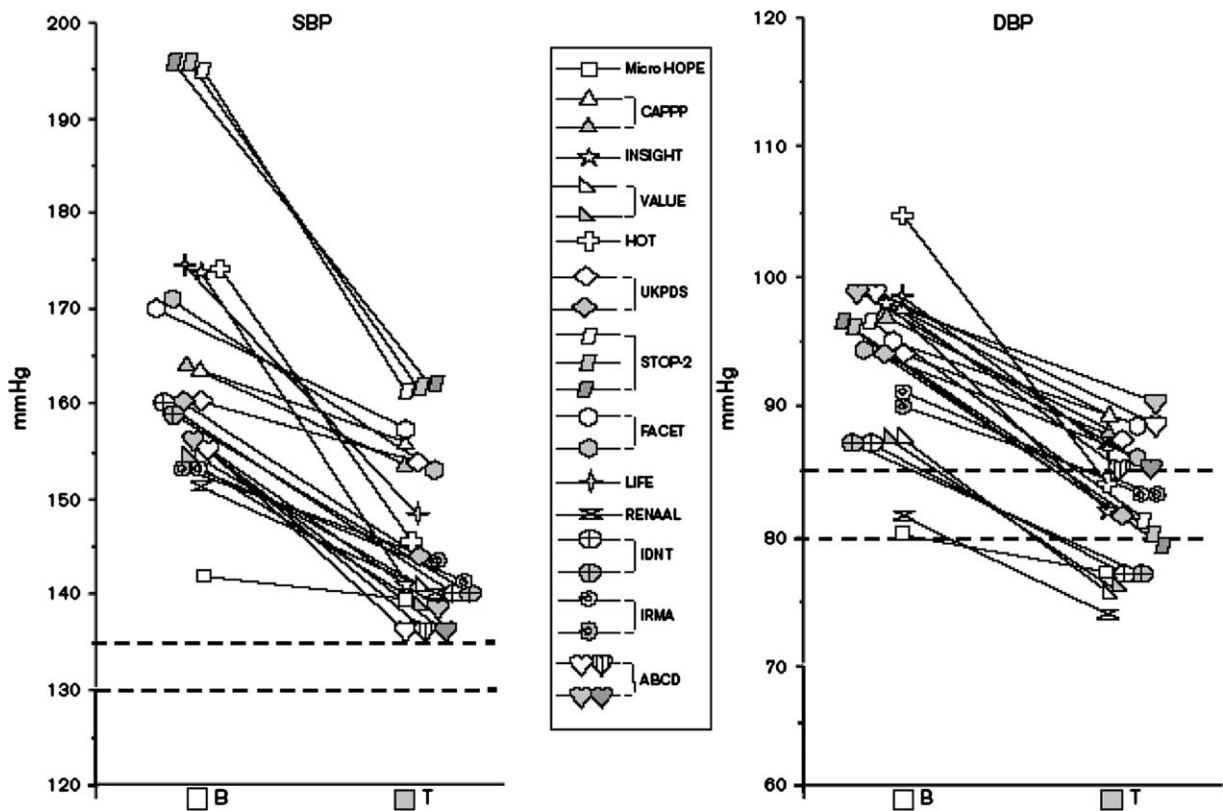 SBP
200
190
180
170
160
150
140
130
120
mmHg
B
T
Micro HOPE
CAPPP
INSIGHT
VALUE
HOT
UKPDS
STOP-2
FACET
LIFE
RENAAL
IDNT
IRMA
ABCD
DBP
120
110
100
90
80
70
60
mmHg
B
T